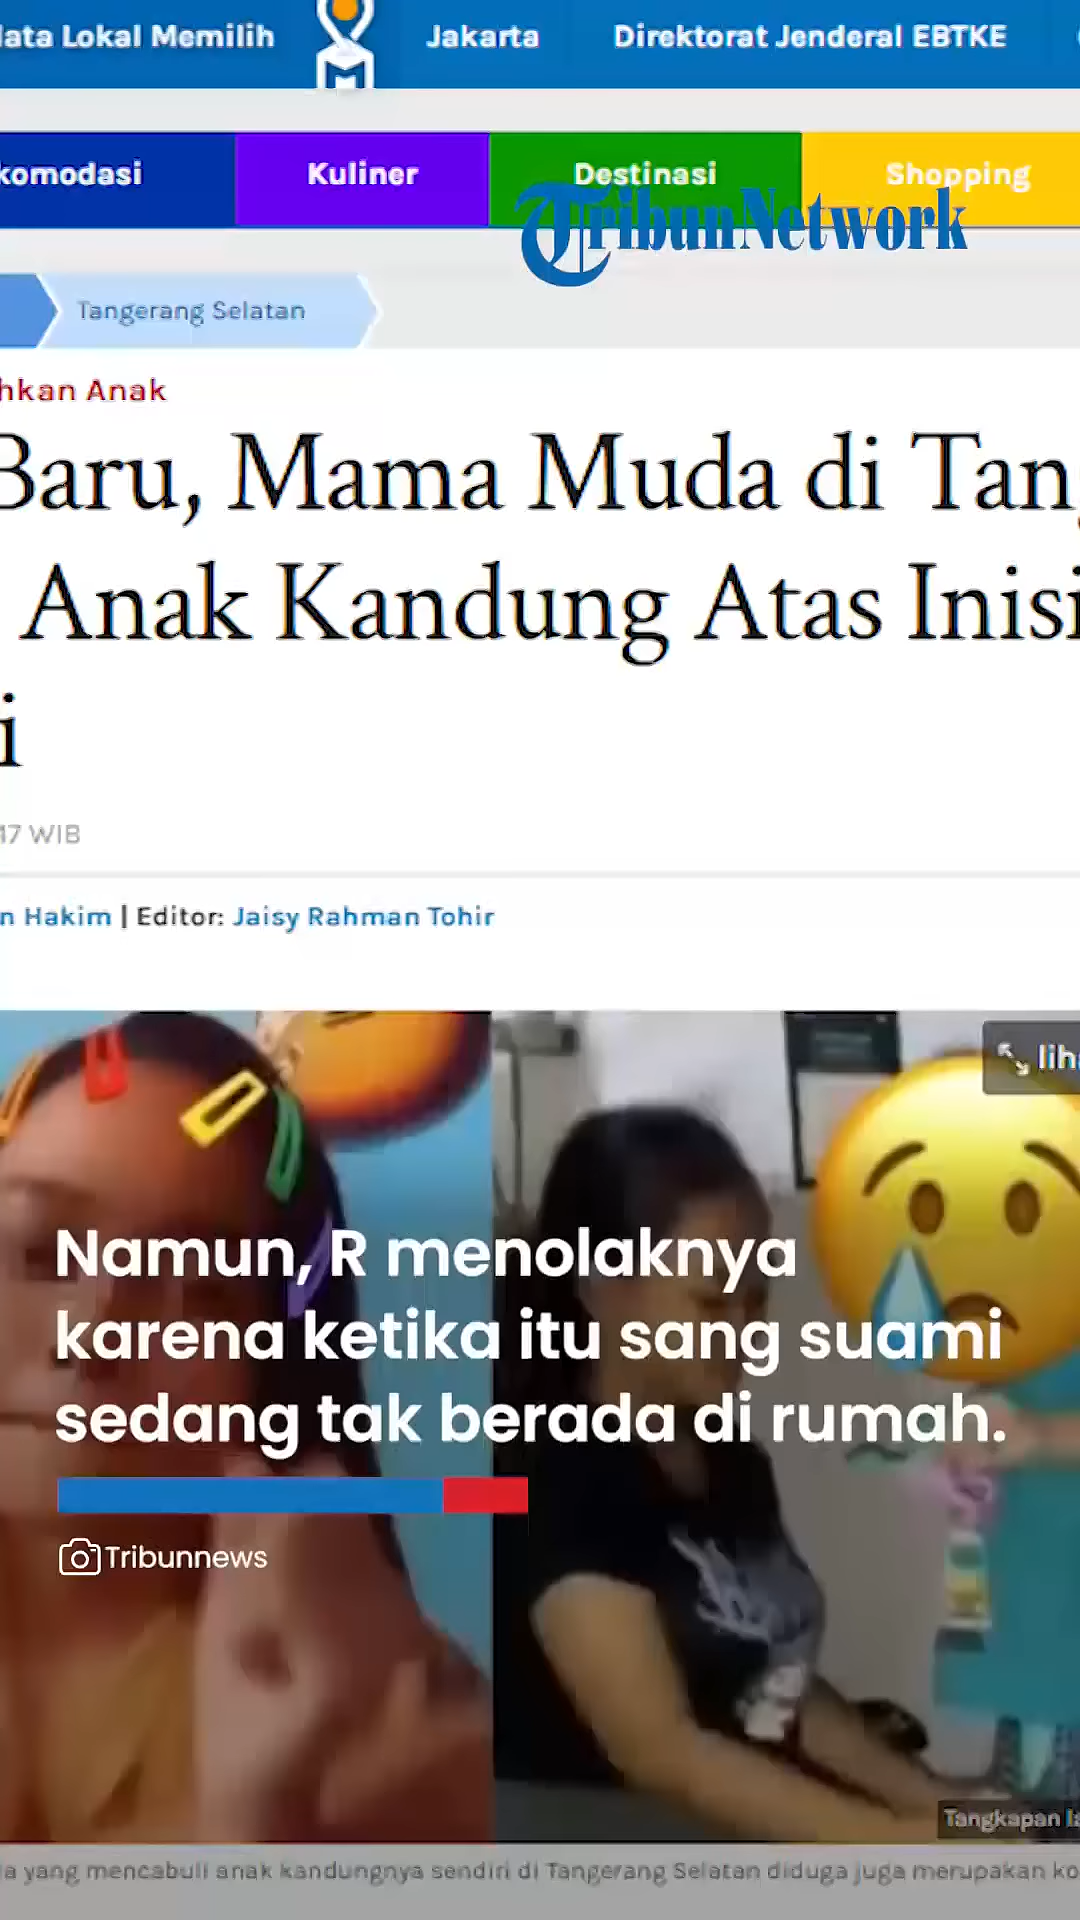 lata Lokal Memilih
Jakarta
Direktorat Jenderal EBTKE
komodasi
Kuliner
Destinasi
Shopping
TribunNetwork
Tangerang Selatan
hkan Anak
Baru, Mama Muda di Tang
Anak Kandung Atas Inisi
i
17 WIB
n Hakim | Editor: Jaisy Rahman Tohir
liha
Namun, R menolaknya
karena ketika itu sang suami
sedang tak berada di rumah.
Tribunnews
Tangkapan la
a yang mencabuli anak kandungnya sendiri di Tangerang Selatan diduga juga merupakan ko